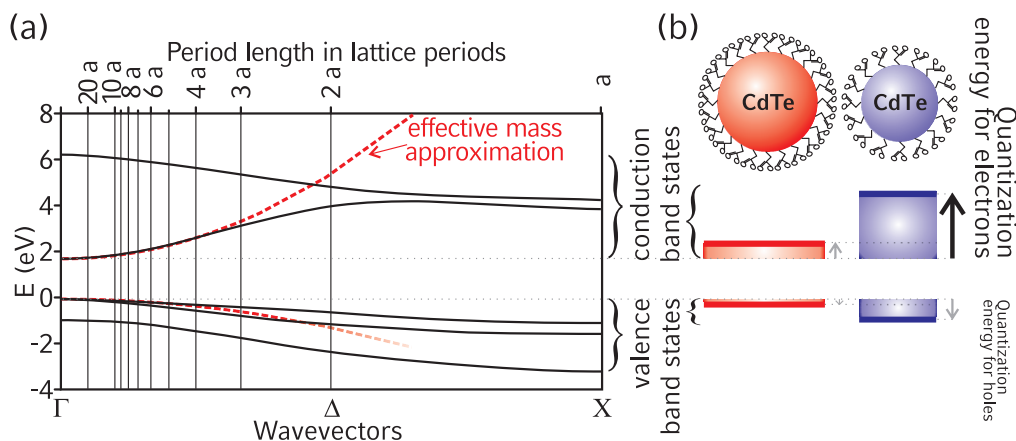 (a)
Period length in lattice periods
20 a
10 a
8 a
6 a
4 a
3 a
2 a
a
8
6
4
2
0
-2
-4
E (eV)
effective mass
approximation
Γ
Δ
X
Wavevectors
conduction
band states
valence
band states
(b)
CdTe
CdTe
Quantization
energy for electrons
Quantization
energy for holes